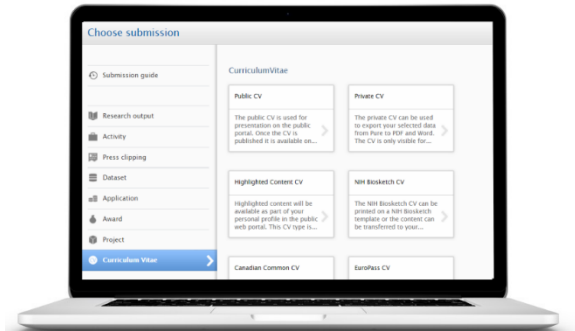 Choose submission
Submission guide
Research output
Activity
Press clipping
Dataset
Application
Award
Project
Curriculum Vitae
CurriculumVitae
Public CV
The public CV is used for
presentation on the public
portal. Once the CV is
published it is available on...
Private CV
The private CV can be used
to export your selected data
from Pure to PDF and Word.
The CV is only visible for...
Highlighted Content CV
Highlighted content will be
available as part of your
personal profile in the public
web portal. This CV type is...
NIH Biosketch CV
The NIH Biosketch CV can be
printed on a NIH Biosketch
template or the content can
be transferred to your...
Canadian Common CV
EuroPass CV